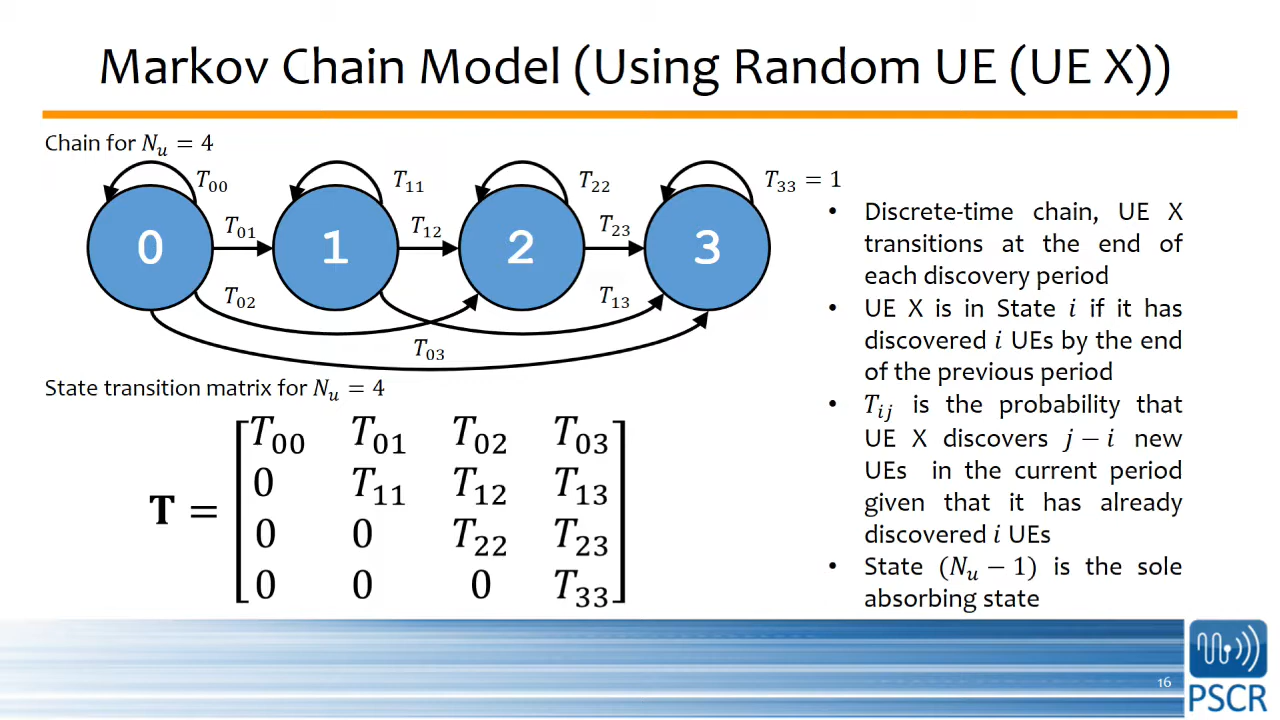 Markov Chain Model (Using Random UE (UE X))
Chain for N_u = 4
T_00
T_11
T_22
T_33 = 1
0
T_01
1
T_12
2
T_23
3
T_02
T_13
T_03
State transition matrix for N_u = 4
T =
T_00 T_01 T_02 T_03
0 T_11 T_12 T_13
0 0 T_22 T_23
0 0 0 T_33
• Discrete-time chain, UE X
transitions at the end of
each discovery period
• UE X is in State i if it has
discovered i UEs by the end
of the previous period
• T_ij is the probability that
UE X discovers j − i new
UEs in the current period
given that it has already
discovered i UEs
• State (N_u − 1) is the sole
absorbing state
16
PSCR